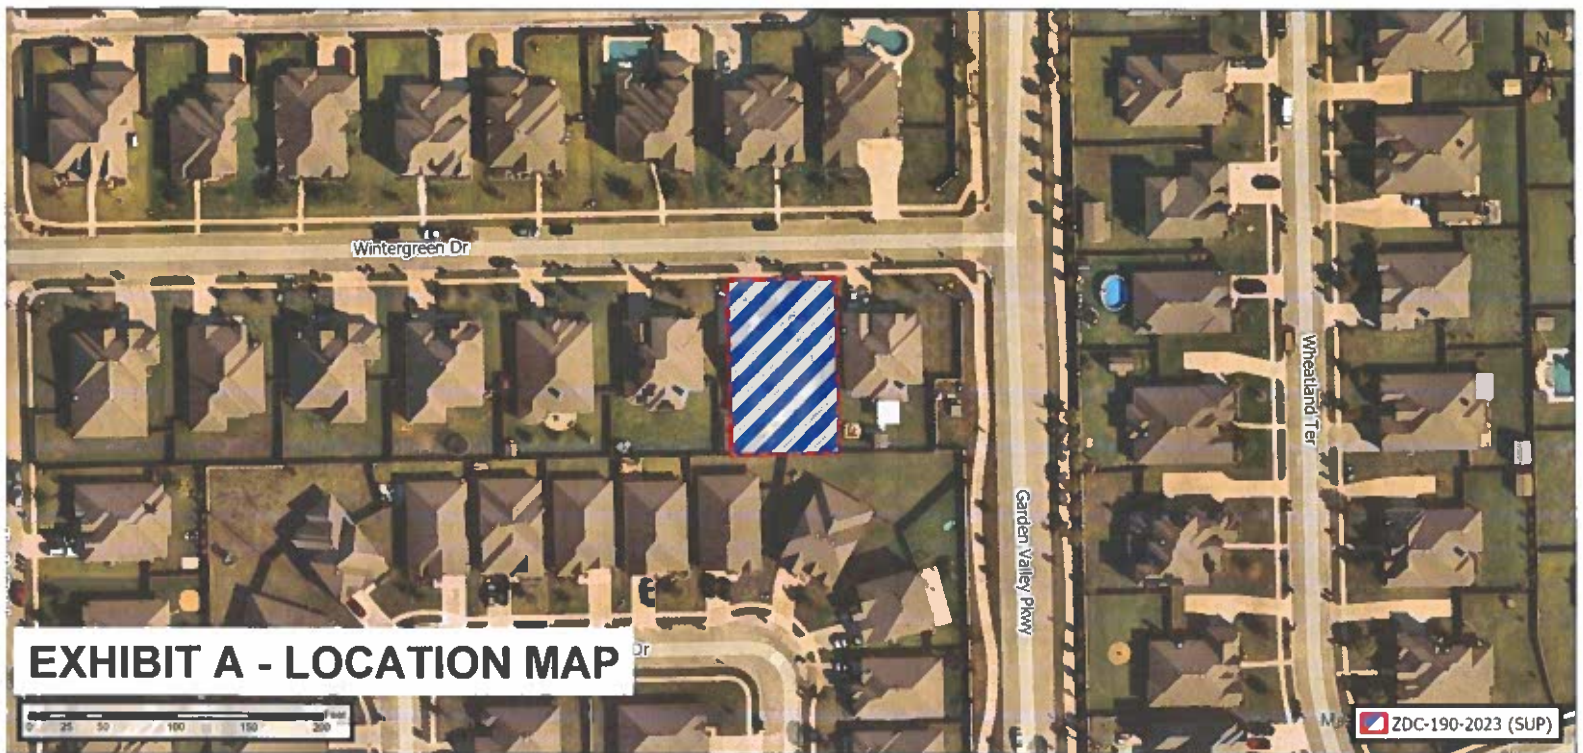 N
Wintergreen Dr
Wheatland Ter
Garden Valley Pkwy
Dr
EXHIBIT A - LOCATION MAP
Feet
0 25 50 100 150 200
ZDC-190-2023 (SUP)